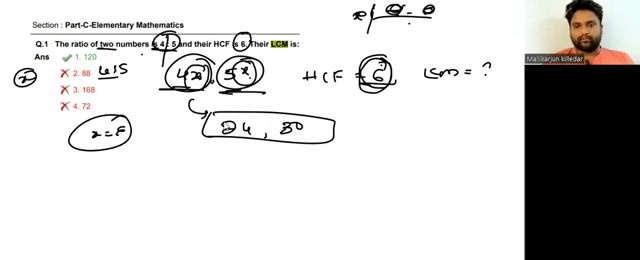 Section : Part-C-Elementary Mathematics
Q.1 The ratio of two numbers is 4 : 5 and their HCF is 6. Their LCM is:
Ans 1. 120
2. 88
3. 168
4. 72
4:5
4x, 5x HCF = 6, LCM = ?
x = 6
24, 30
Mallikarjun killedar